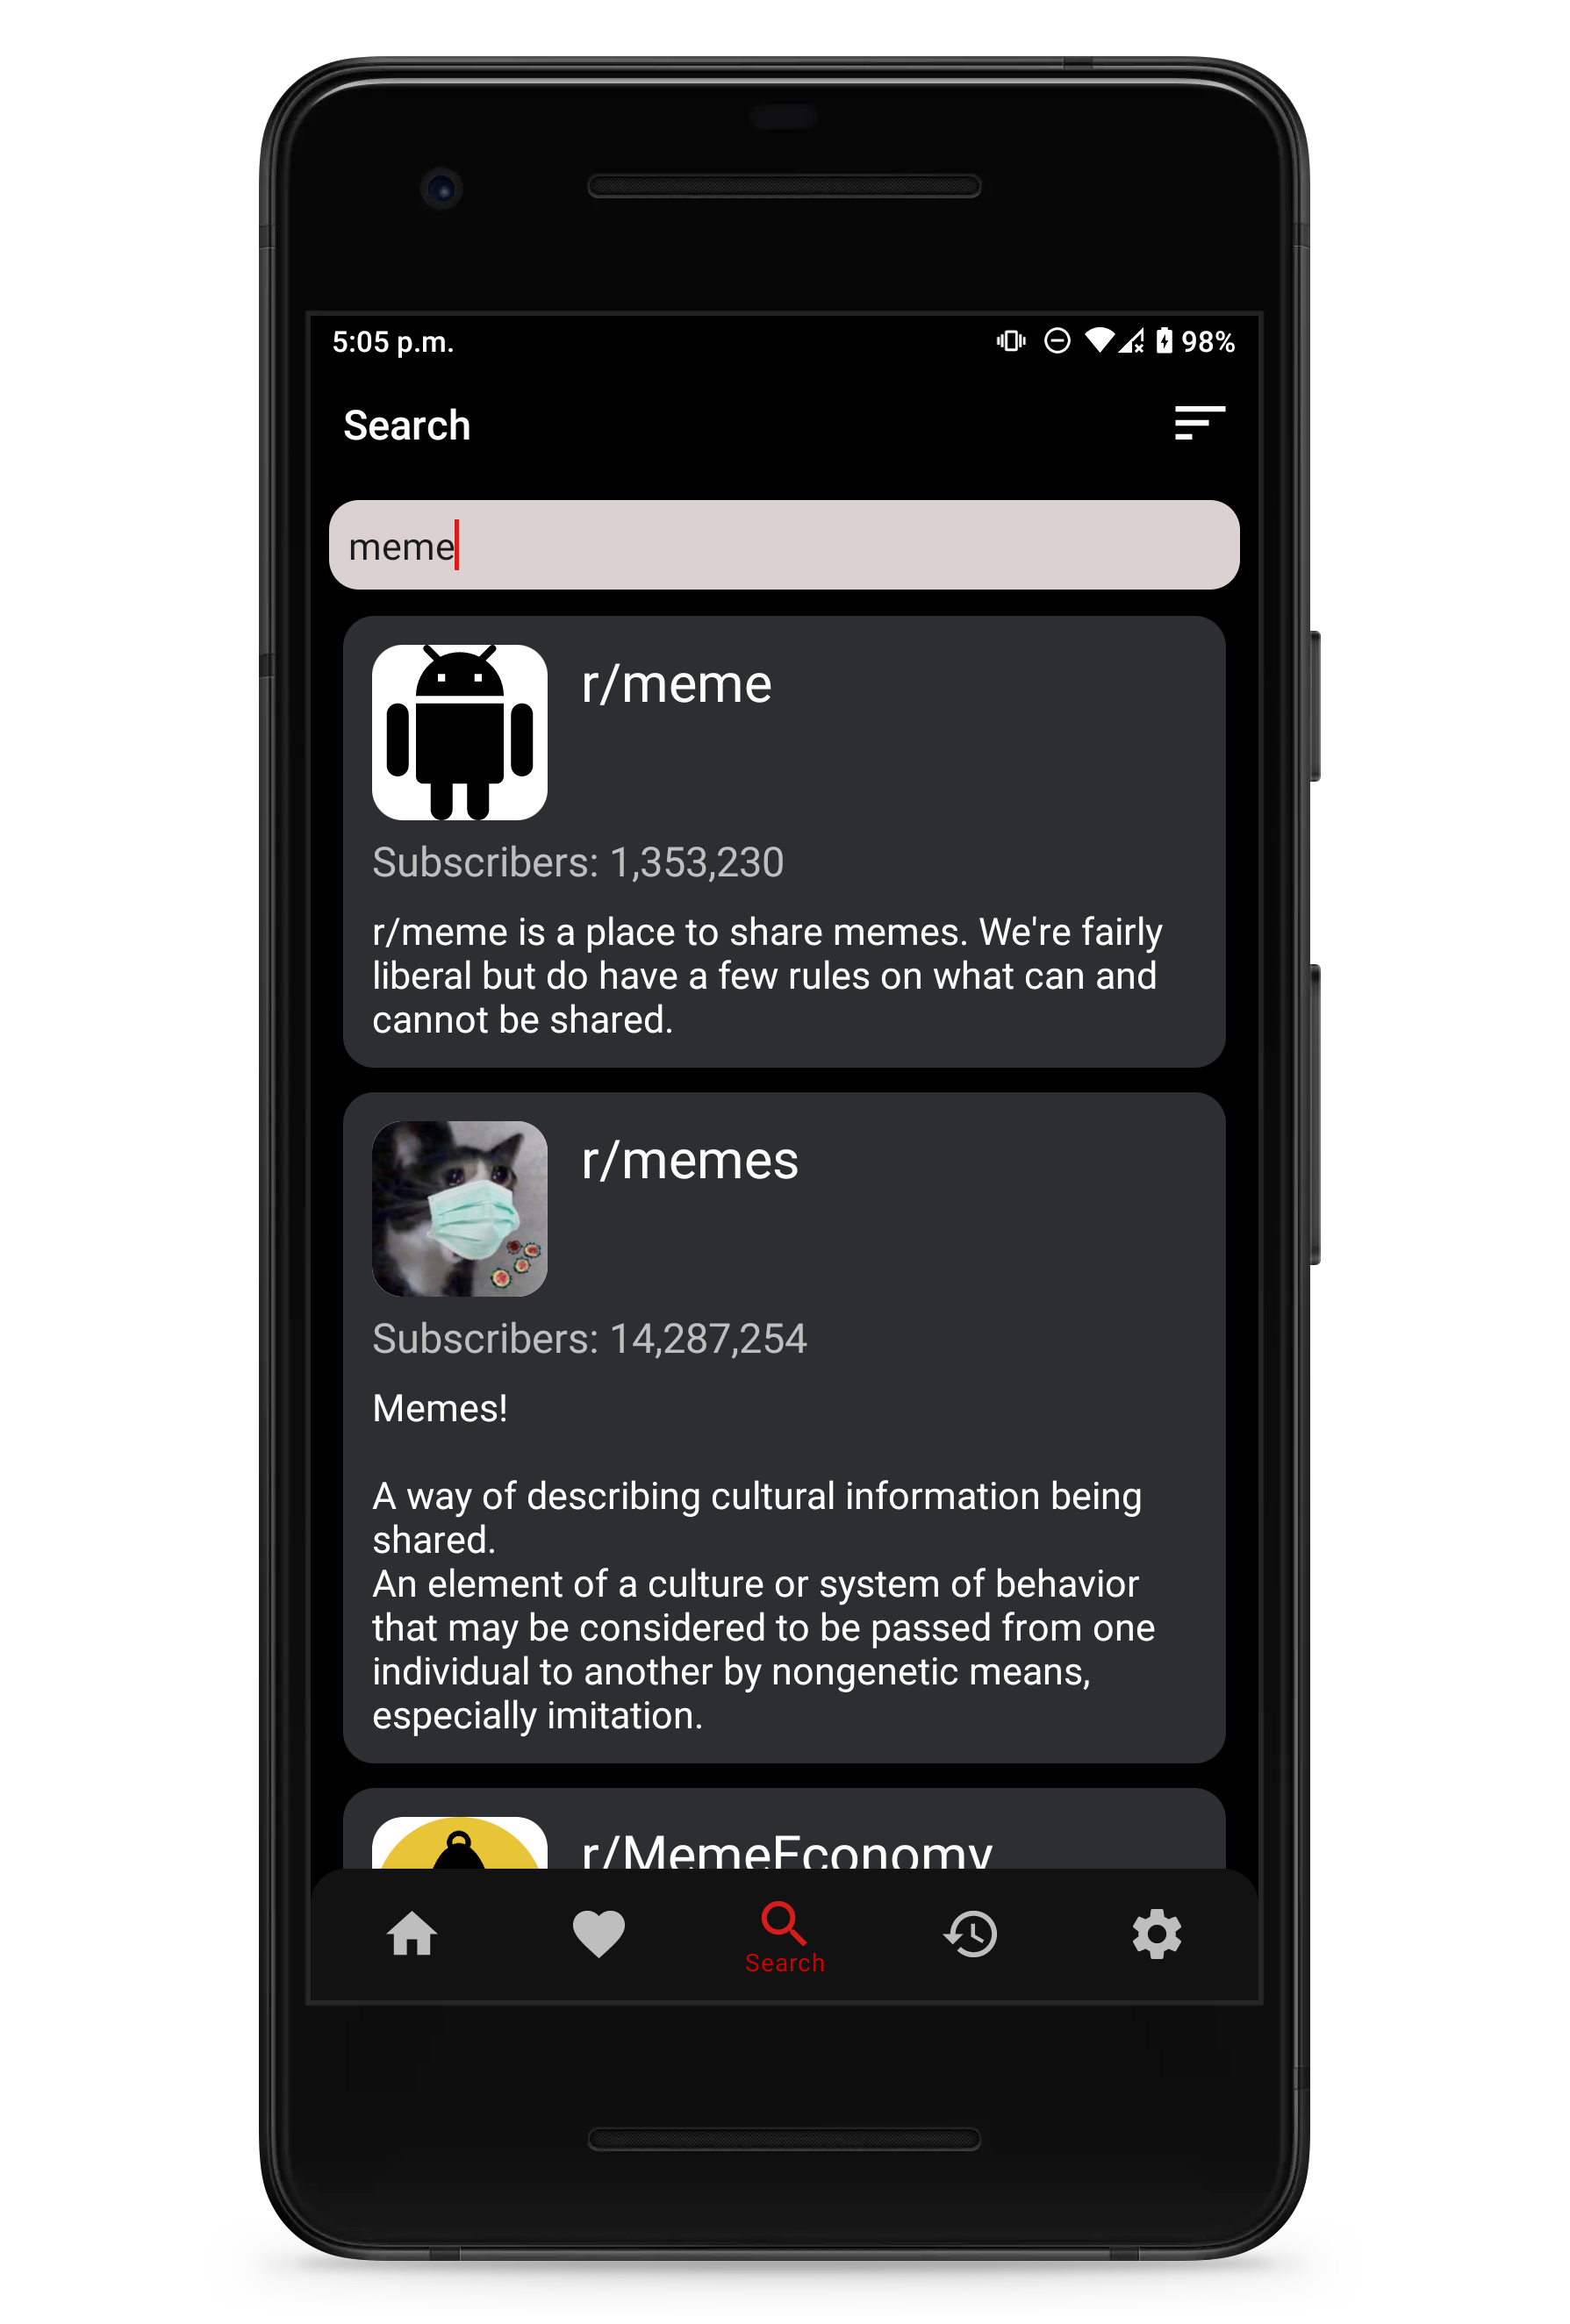 5:05 p.m.
98%
Search
meme
r/meme
Subscribers: 1,353,230
r/meme is a place to share memes. We're fairly
liberal but do have a few rules on what can and
cannot be shared.
r/memes
Subscribers: 14,287,254
Memes!
A way of describing cultural information being
shared.
An element of a culture or system of behavior
that may be considered to be passed from one
individual to another by nongenetic means,
especially imitation.
r/MemeEconomy
Search